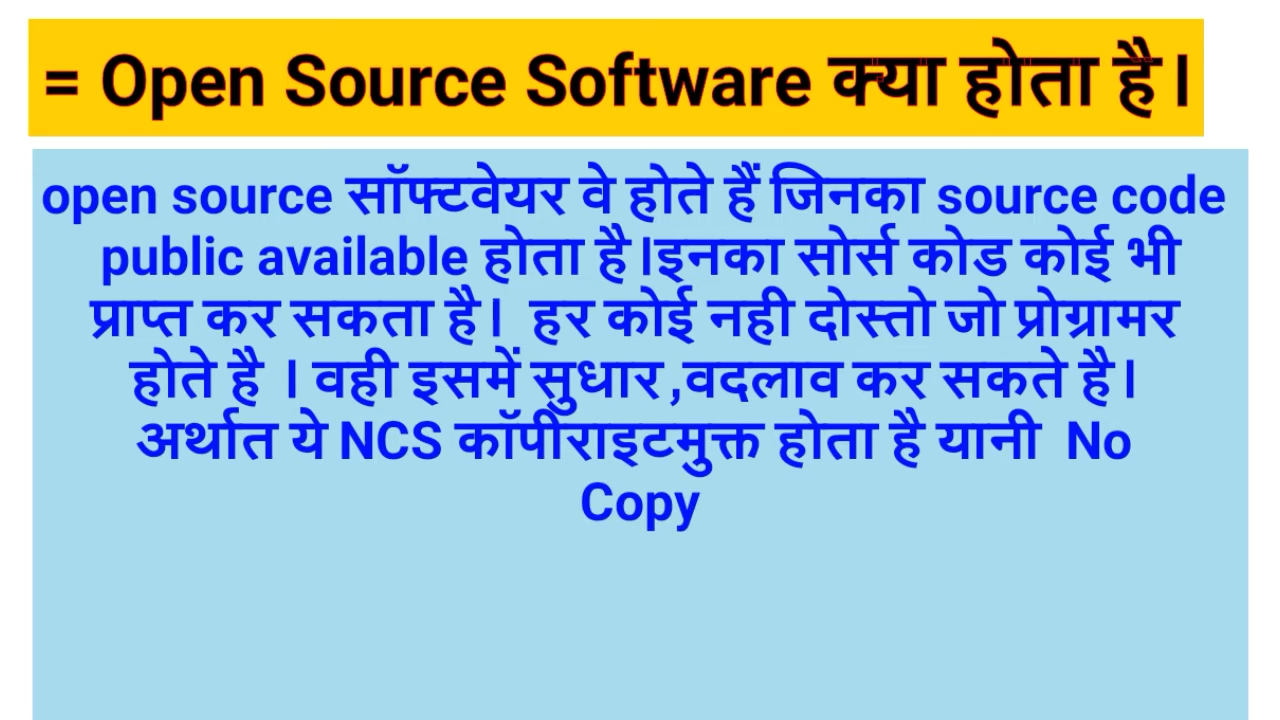 = Open Source Software क्या होता है।
open source सॉफ्टवेयर वे होते हैं जिनका source code
public available होता है।इनका सोर्स कोड कोई भी
प्राप्त कर सकता है। हर कोई नही दोस्तो जो प्रोग्रामर
होते है । वही इसमें सुधार,वदलाव कर सकते है।
अर्थात ये NCS कॉपीराइटमुक्त होता है यानी No
Copy